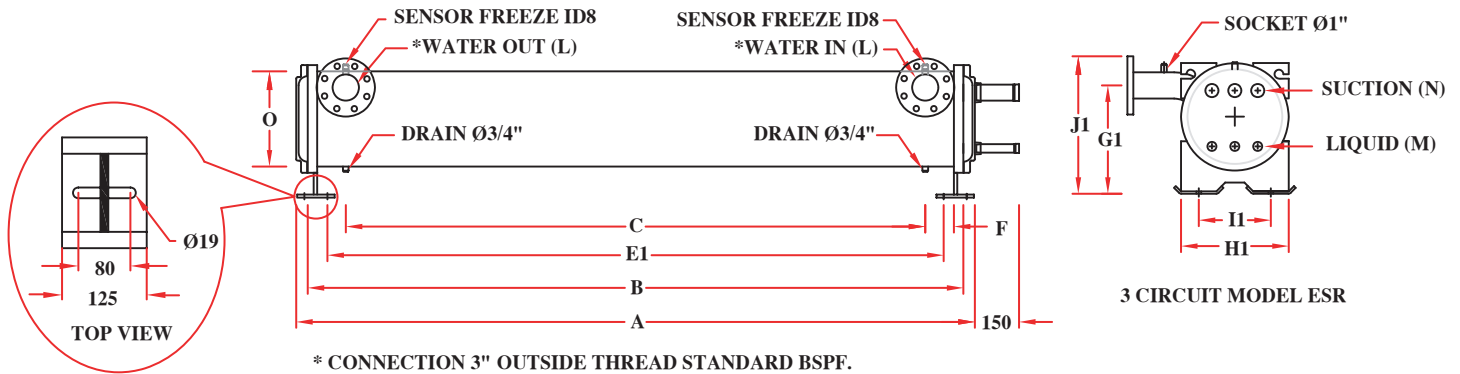 SENSOR FREEZE ID8
*WATER OUT (L)
SENSOR FREEZE ID8
*WATER IN (L)
SOCKET Ø1"
SUCTION (N)
O
J1
G1
DRAIN Ø3/4"
DRAIN Ø3/4"
LIQUID (M)
Ø19
80
125
TOP VIEW
C
F
E1
B
A
150
I1
H1
3 CIRCUIT MODEL ESR
* CONNECTION 3" OUTSIDE THREAD STANDARD BSPF.